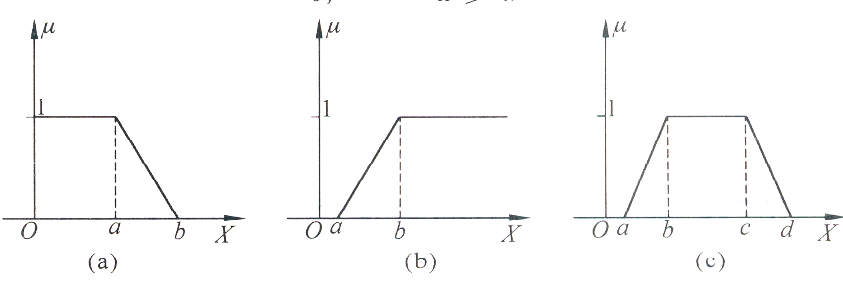 μ μ μ
1 1 1
O a b X O a b X O a b c d X
(a) (b) (c)